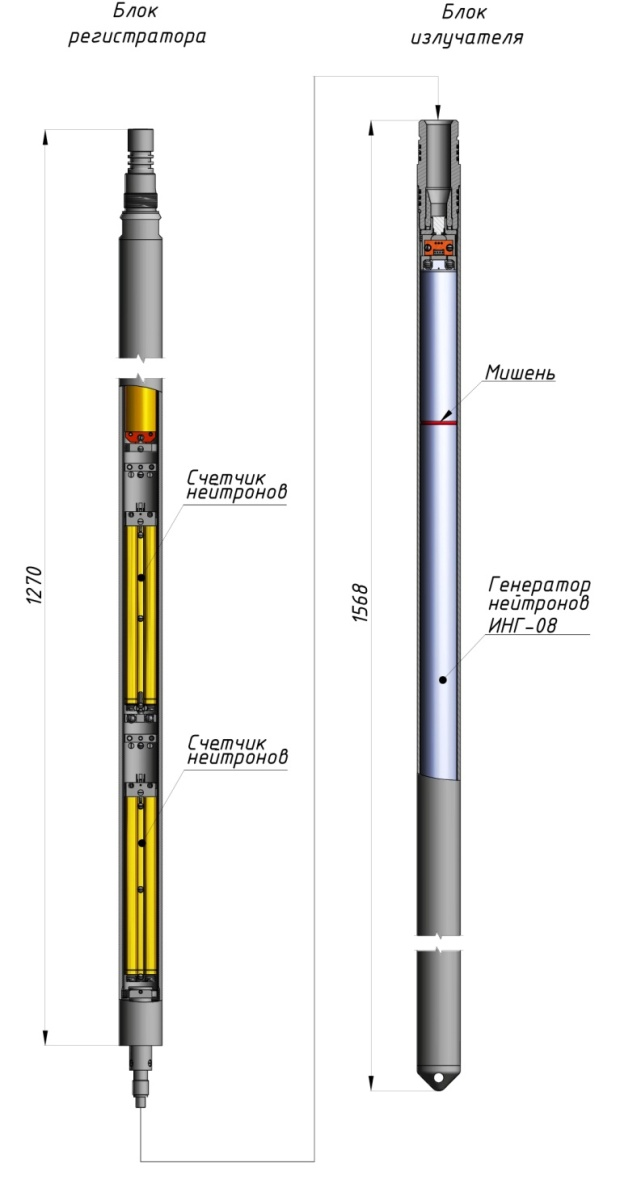 Блок
регистратора
Блок
излучателя
Мишень
Счетчик
нейтронов
1270
1568
Генератор
нейтронов
ИНГ-08
Счетчик
нейтронов